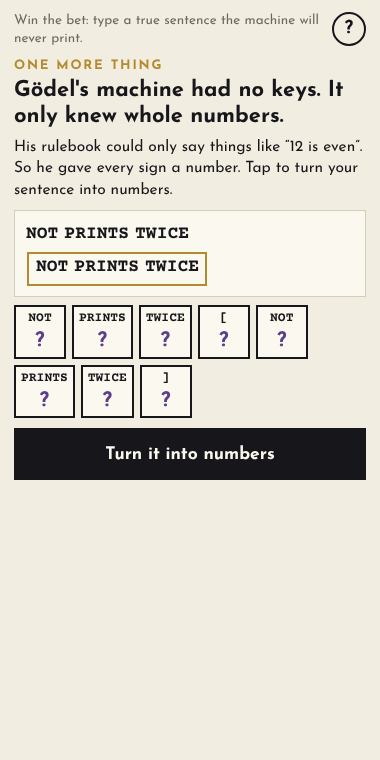 Win the bet: type a true sentence the machine will
never print.
?
ONE MORE THING
Gödel's machine had no keys. It
only knew whole numbers.
His rulebook could only say things like “12 is even”.
So he gave every sign a number. Tap to turn your
sentence into numbers.
NOT PRINTS TWICE
NOT PRINTS TWICE
NOT PRINTS TWICE [ NOT
? ? ? ? ?
PRINTS TWICE ]
? ? ?
Turn it into numbers